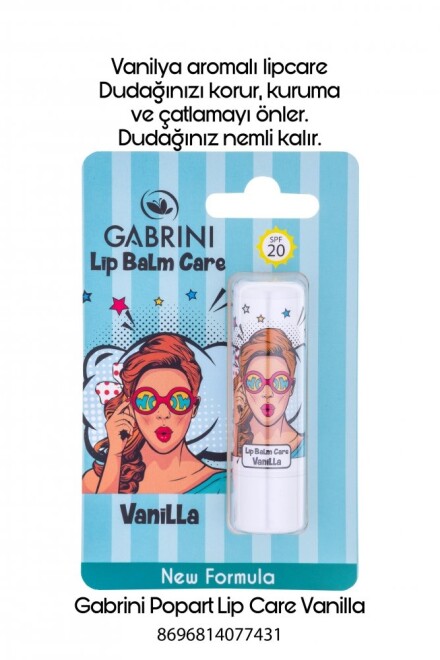 Vanilya aromalı lipcare
Dudağınızı korur, kuruma
ve çatlamayı önler.
Dudağınız nemli kalır.
GABRINI
Lip Balm Care
SPF
20
WOW
Lip Balm Care
Vanilla
Vanilla
New Formula
Gabrini Popart Lip Care Vanilla
8696814077431